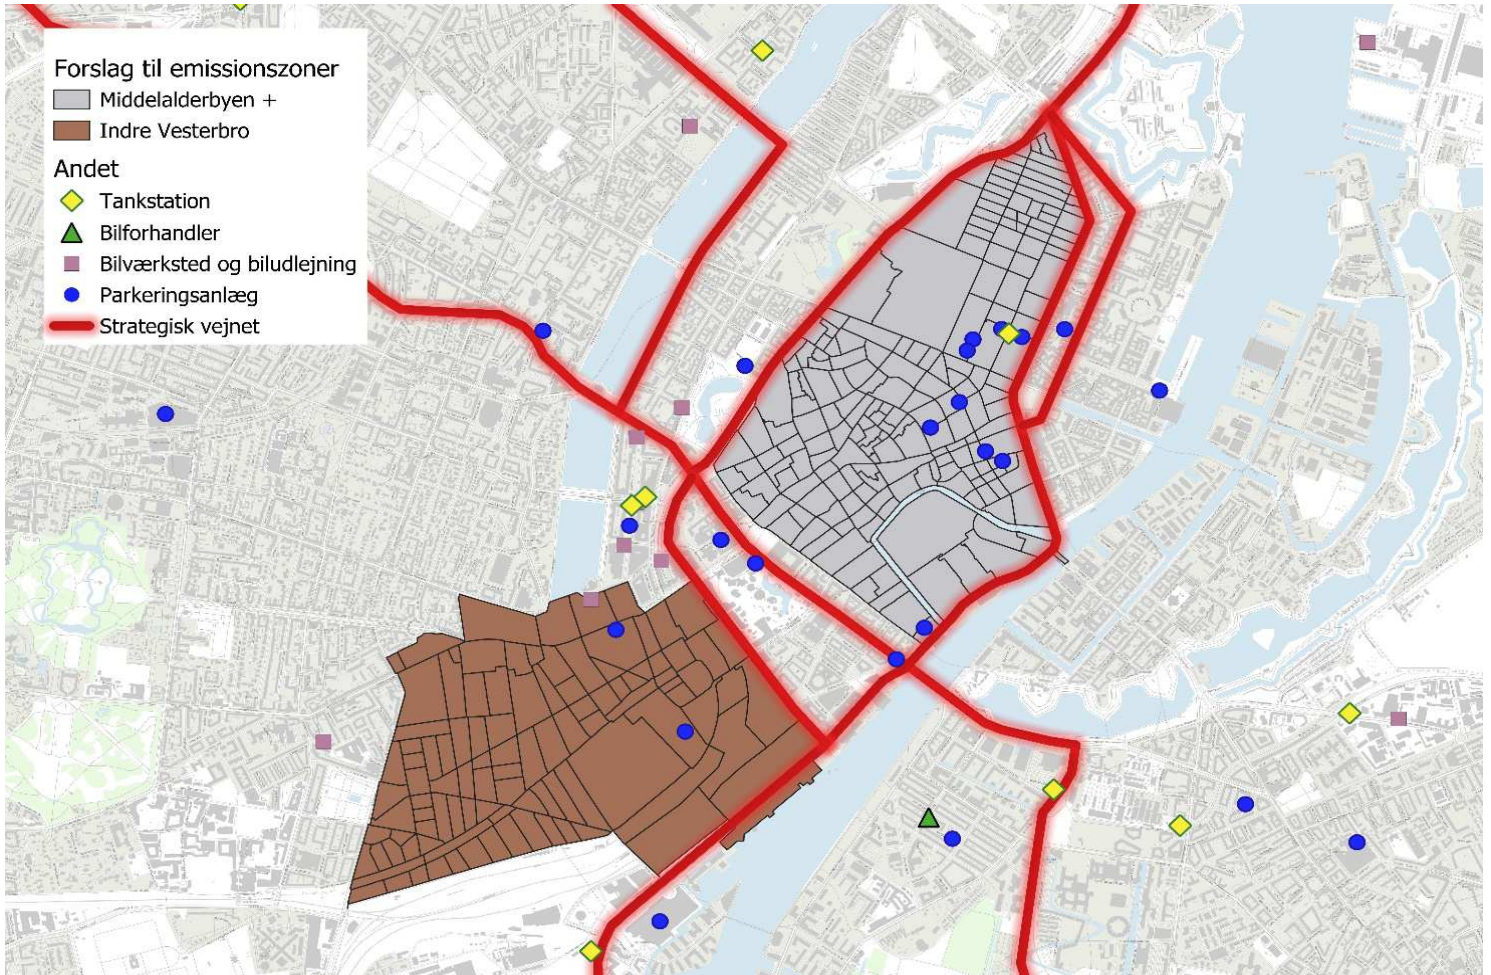 Forslag til emissionszoner
Middelalderbyen +
Indre Vesterbro
Andet
Tankstation
Bilforhandler
Bilværksted og biludlejning
Parkeringsanlæg
Strategisk vejnet